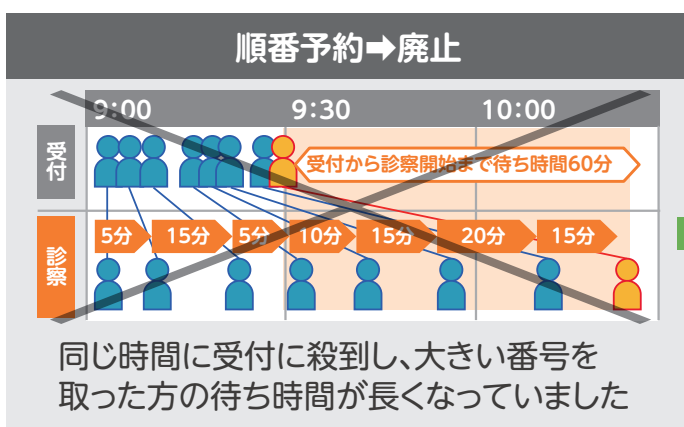 順番予約➡廃止
9:00 9:30 10:00
受付
受付から診察開始まで待ち時間60分
診察
5分 15分 5分 10分 15分 20分 15分
同じ時間に受付に殺到し、大きい番号を
取った方の待ち時間が長くなっていました